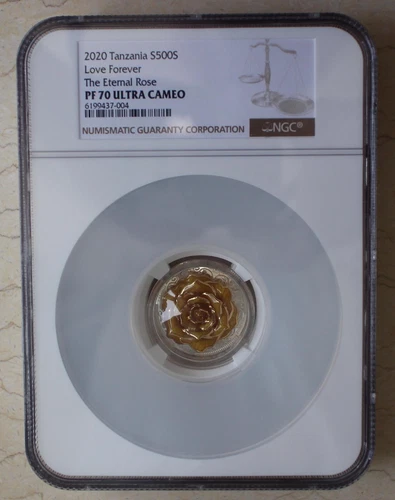 2020 Tanzania S500S
Love Forever
The Eternal Rose
PF 70 ULTRA CAMEO
6199437-004
NUMISMATIC GUARANTY CORPORATION
NGC®